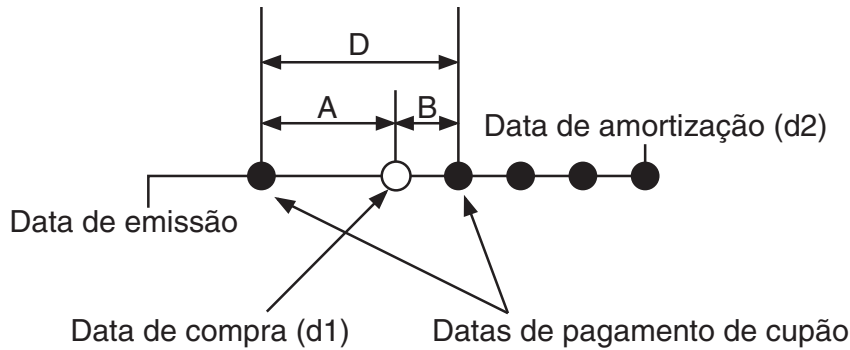 D
A
B
Data de amortização (d2)
Data de emissão
Data de compra (d1)
Datas de pagamento de cupão